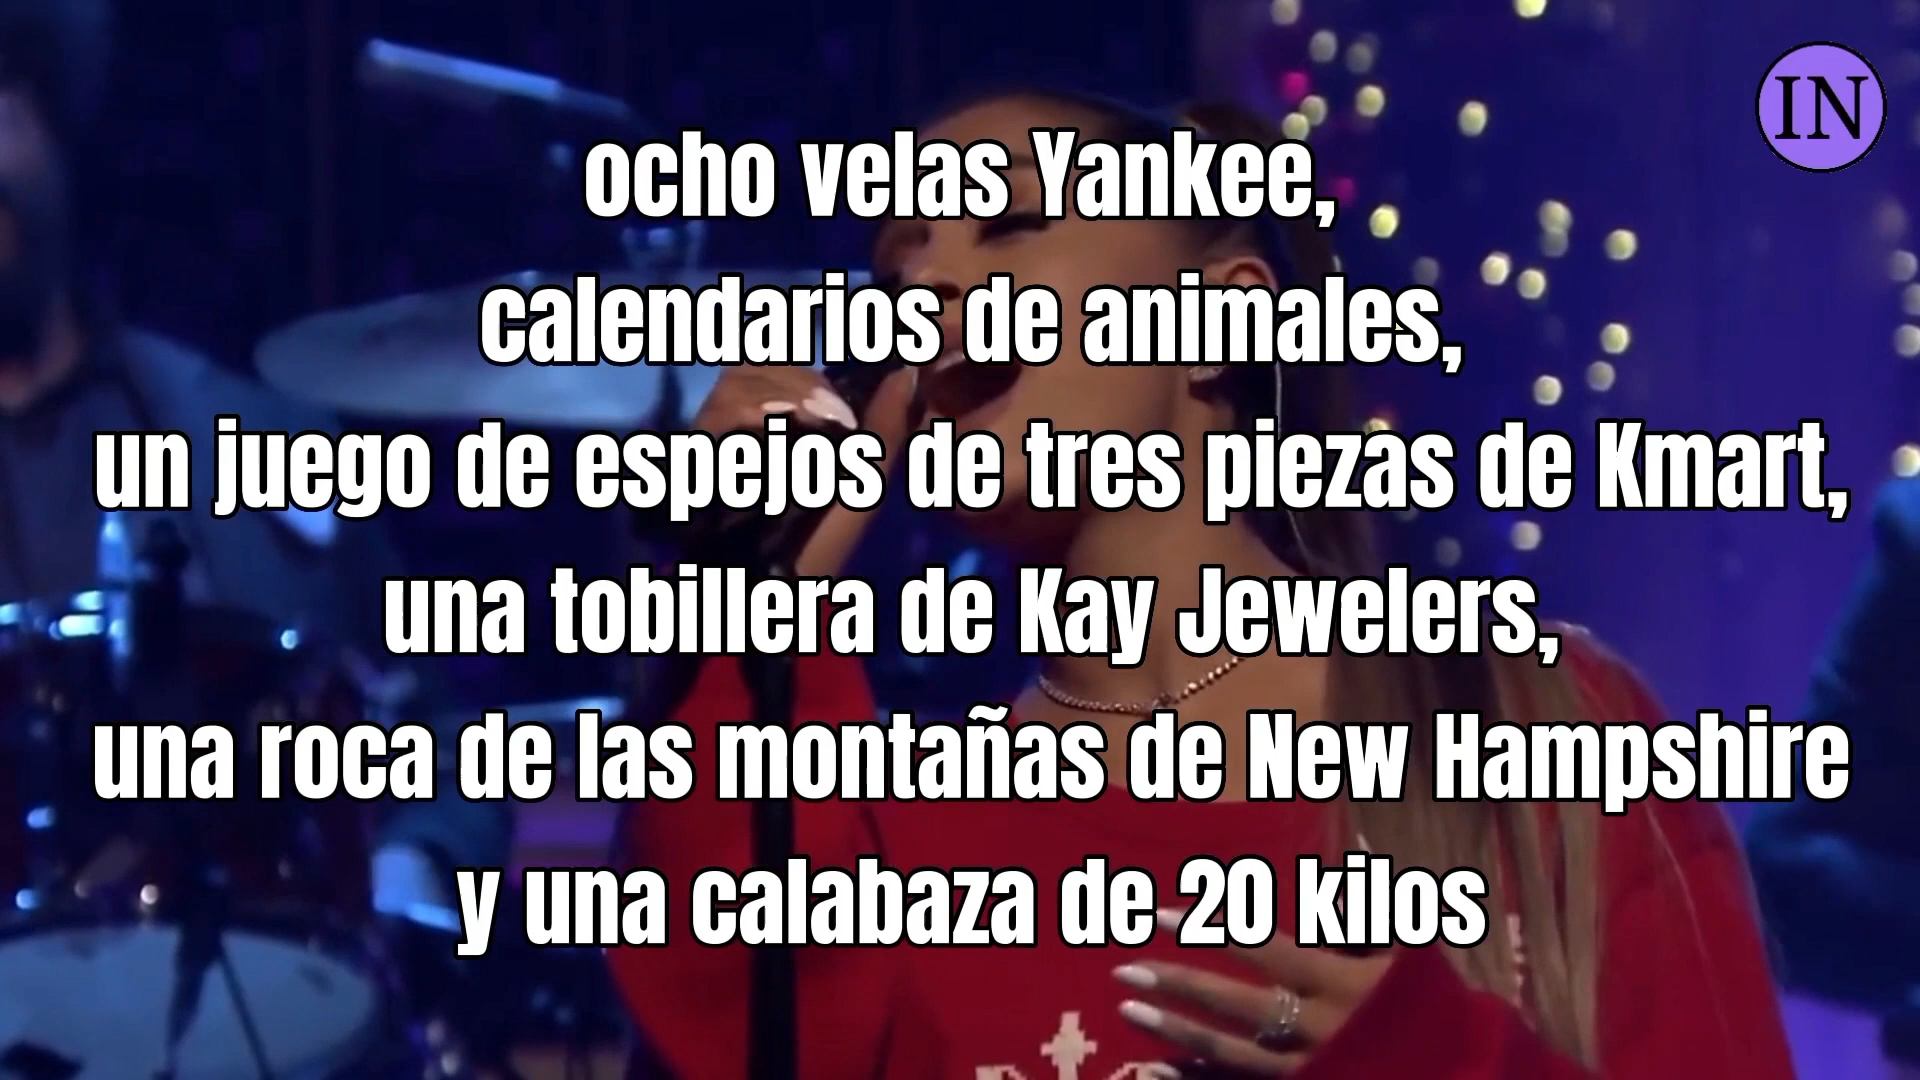 IN
ocho velas Yankee,
calendarios de animales,
un juego de espejos de tres piezas de Kmart,
una tobillera de Kay Jewelers,
una roca de las montañas de New Hampshire
y una calabaza de 20 kilos